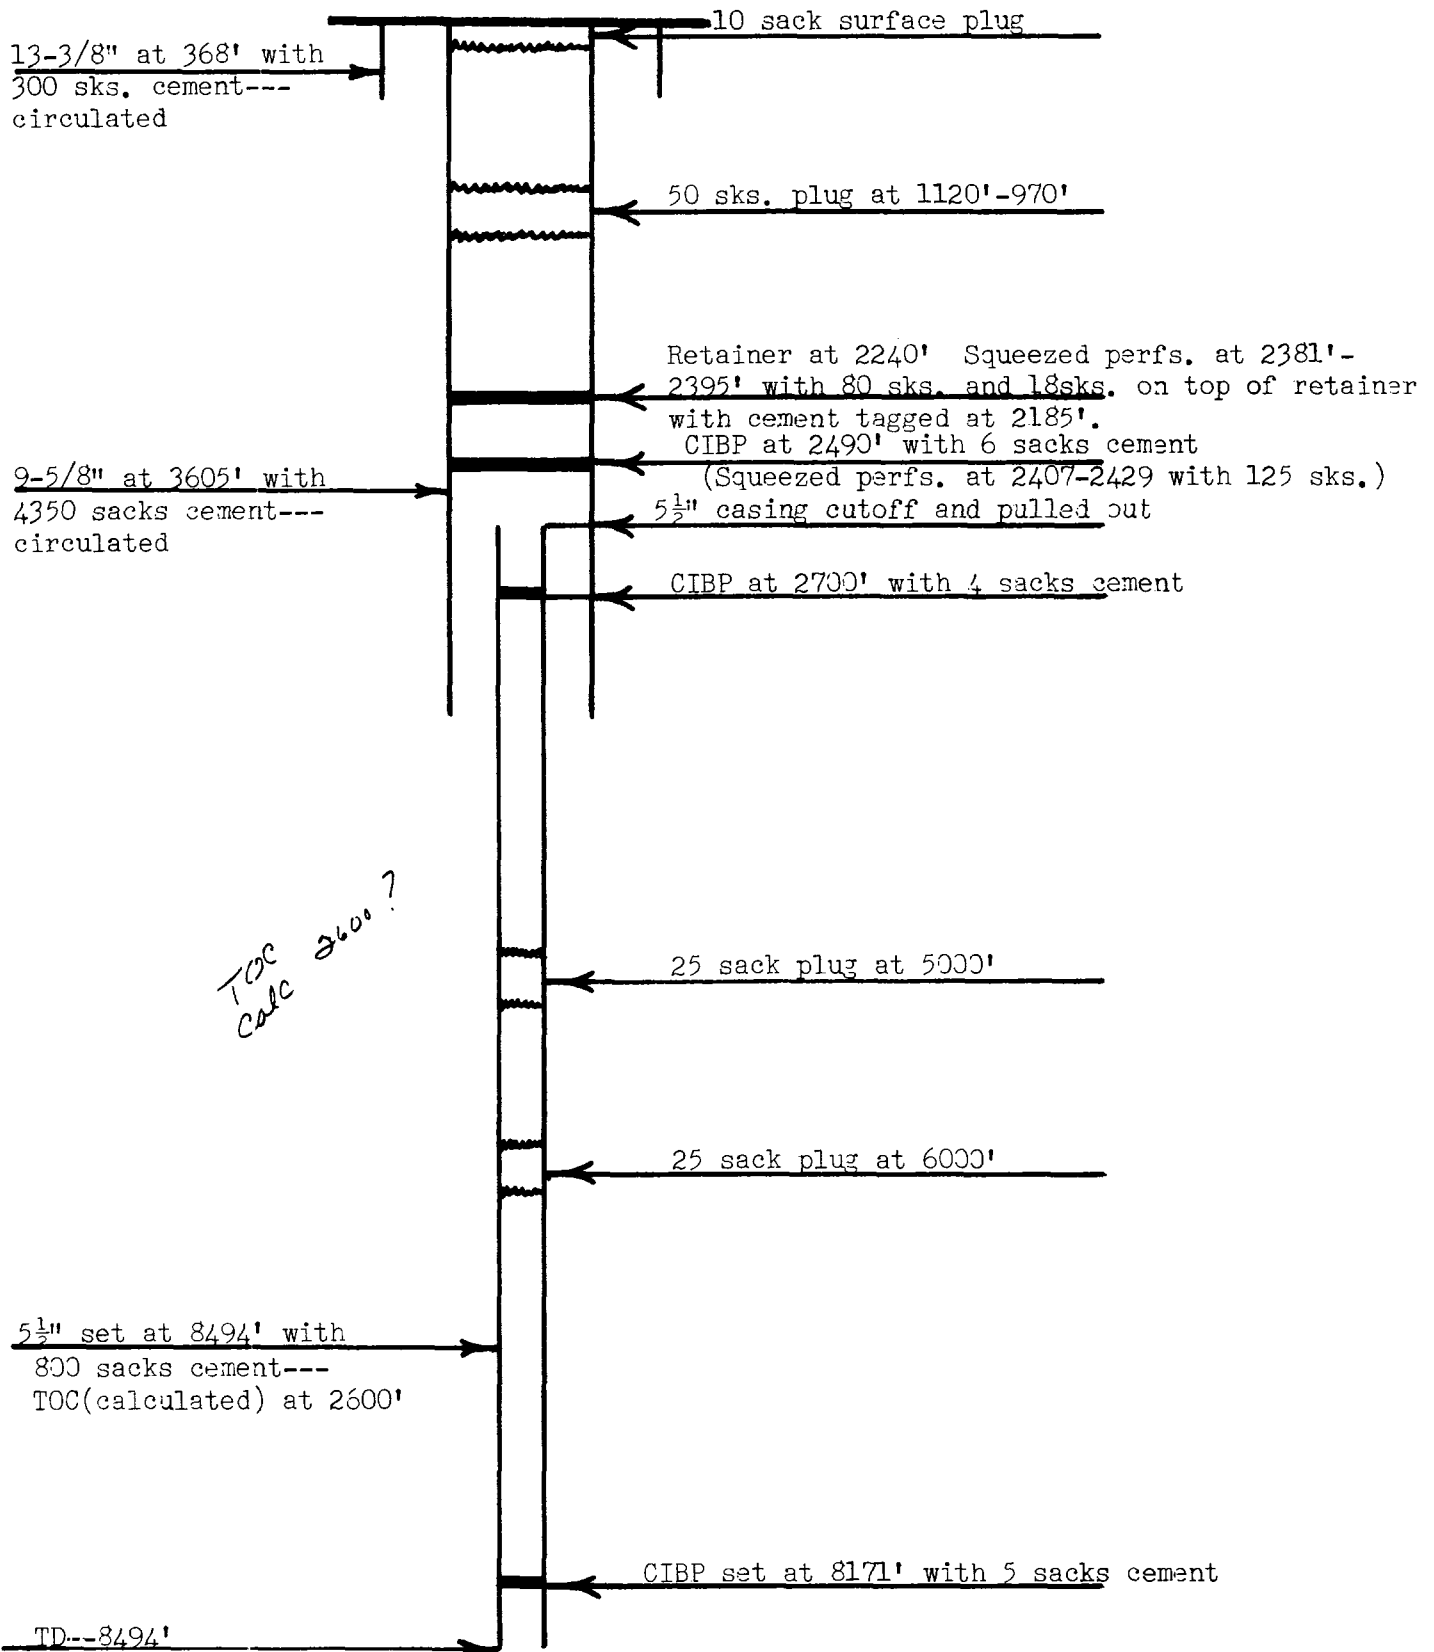 10 sack surface plug
13-3/8" at 368' with
300 sks. cement---
circulated
50 sks. plug at 1120'-970'
Retainer at 2240' Squeezed perfs. at 2381'-
2395' with 80 sks. and 18sks. on top of retainer
with cement tagged at 2185'.
CIBP at 2490' with 6 sacks cement
(Squeezed perfs. at 2407-2429 with 125 sks.)
9-5/8" at 3605' with
4350 sacks cement---
circulated
5½" casing cutoff and pulled out
CIBP at 2700' with 4 sacks cement
TOC 2600'?
Calc
25 sack plug at 5000'
25 sack plug at 6000'
5½" set at 8494' with
800 sacks cement---
TOC(calculated) at 2600'
CIBP set at 8171' with 5 sacks cement
TD--8494'